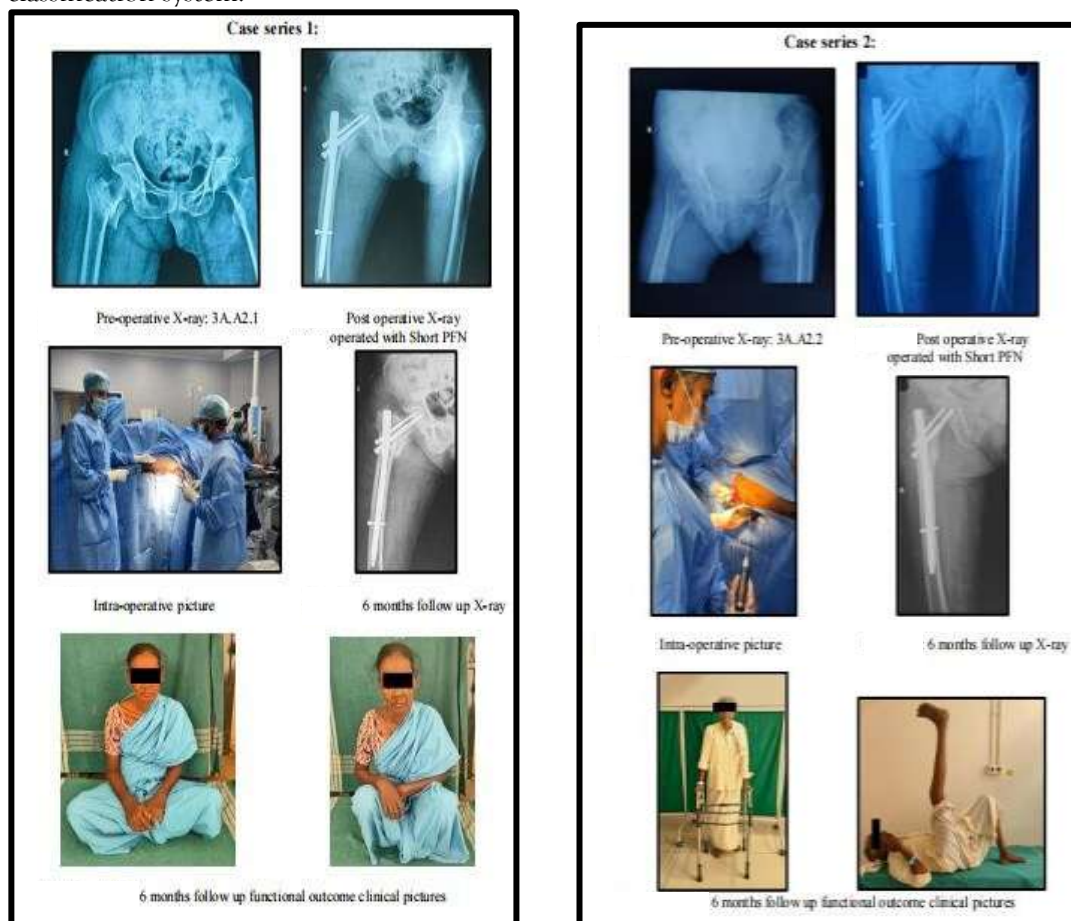 classification system.
Case series 1:
Pre-operative X-ray: 3A.A2.1
Post operative X-ray
operated with Short PFN
Intra-operative picture
6 months follow up X-ray
6 months follow up functional outcome clinical pictures
Case series 2:
Pre-operative X-ray: 3A.A2.2
Post operative X-ray
operated with Short PFN
Intra-operative picture
6 months follow up X-ray
6 months follow up functional outcome clinical pictures